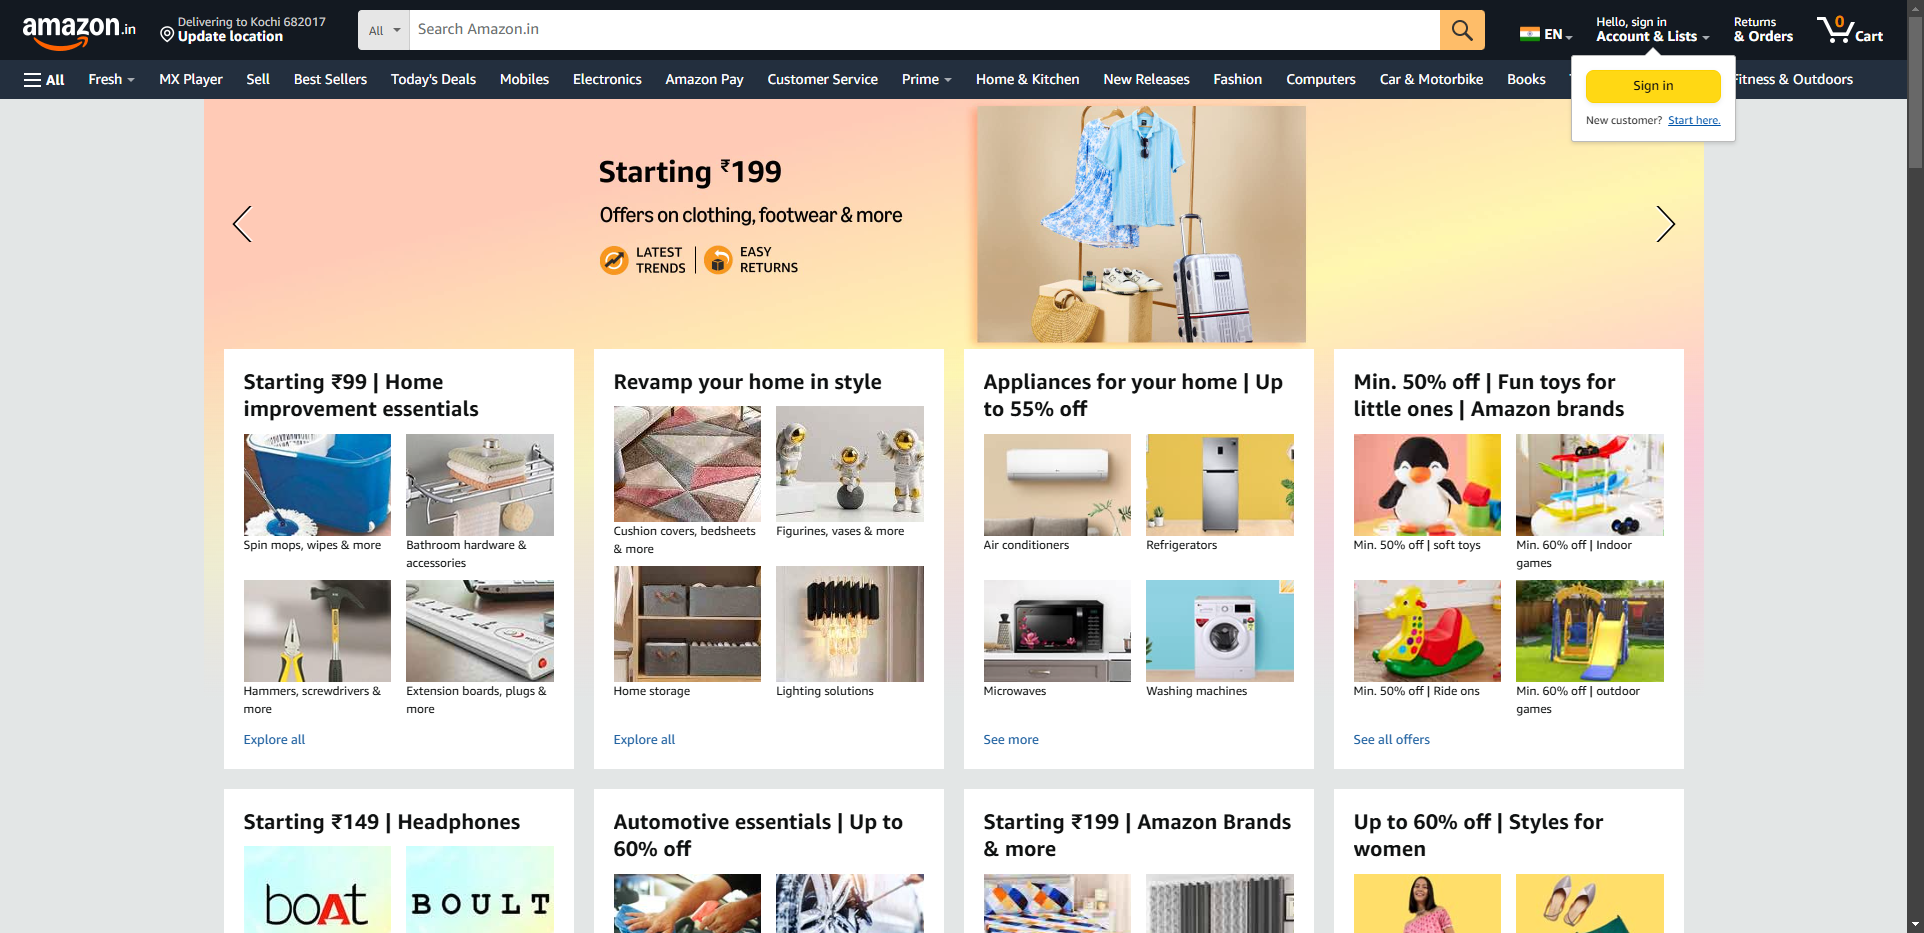 amazon.in
Delivering to Kochi 682017
Update location
All
Search Amazon.in
EN
Hello, sign in
Account & Lists
Returns
& Orders
0
Cart
All
Fresh
MX Player
Sell
Best Sellers
Today's Deals
Mobiles
Electronics
Amazon Pay
Customer Service
Prime
Home & Kitchen
New Releases
Fashion
Computers
Car & Motorbike
Books
Fitness & Outdoors
Sign in
New customer? Start here.
Starting ₹199
Offers on clothing, footwear & more
LATEST
TRENDS
EASY
RETURNS
Starting ₹99 | Home
improvement essentials
Spin mops, wipes & more
Bathroom hardware &
accessories
Hammers, screwdrivers &
more
Extension boards, plugs &
more
Explore all
Revamp your home in style
Cushion covers, bedsheets
& more
Figurines, vases & more
Home storage
Lighting solutions
Explore all
Appliances for your home | Up
to 55% off
Air conditioners
Refrigerators
Microwaves
Washing machines
See more
Min. 50% off | Fun toys for
little ones | Amazon brands
Min. 50% off | soft toys
Min. 60% off | Indoor
games
Min. 50% off | Ride ons
Min. 60% off | outdoor
games
See all offers
Starting ₹149 | Headphones
boAt
BOULT
Automotive essentials | Up to
60% off
Starting ₹199 | Amazon Brands
& more
Up to 60% off | Styles for
women